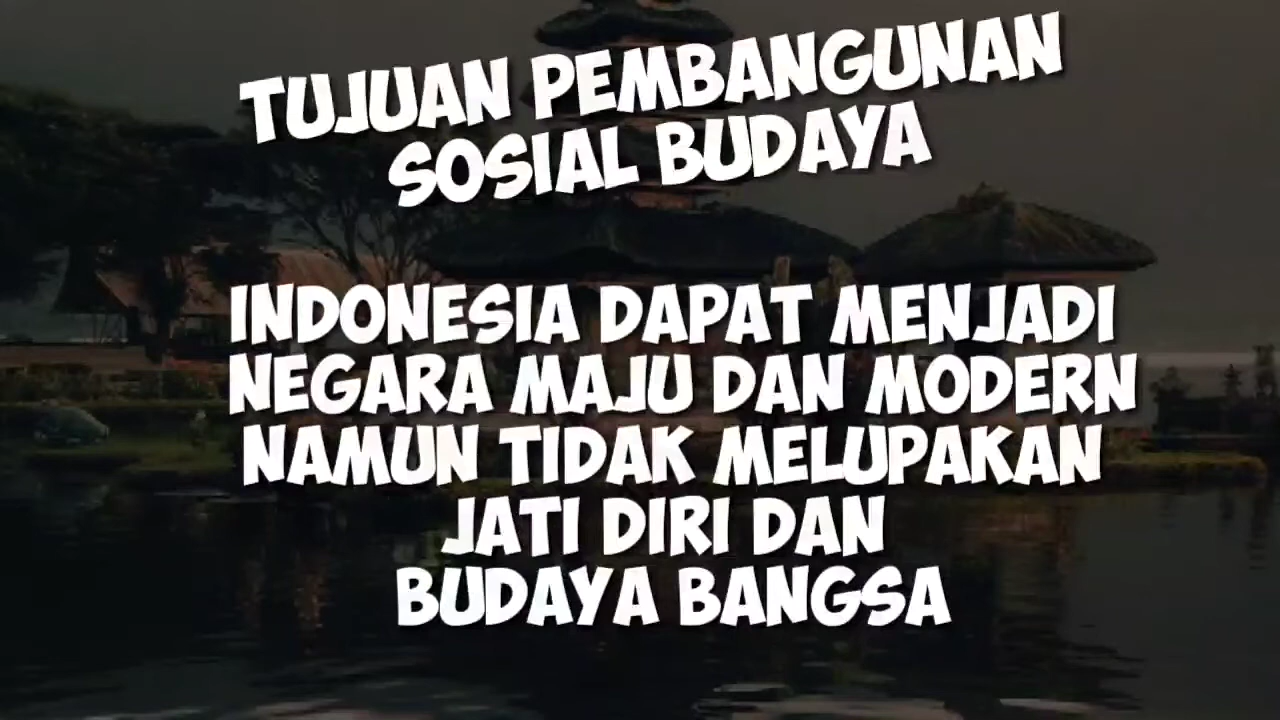 TUJUAN PEMBANGUNAN
SOSIAL BUDAYA
INDONESIA DAPAT MENJADI
NEGARA MAJU DAN MODERN
NAMUN TIDAK MELUPAKAN
JATI DIRI DAN
BUDAYA BANGSA